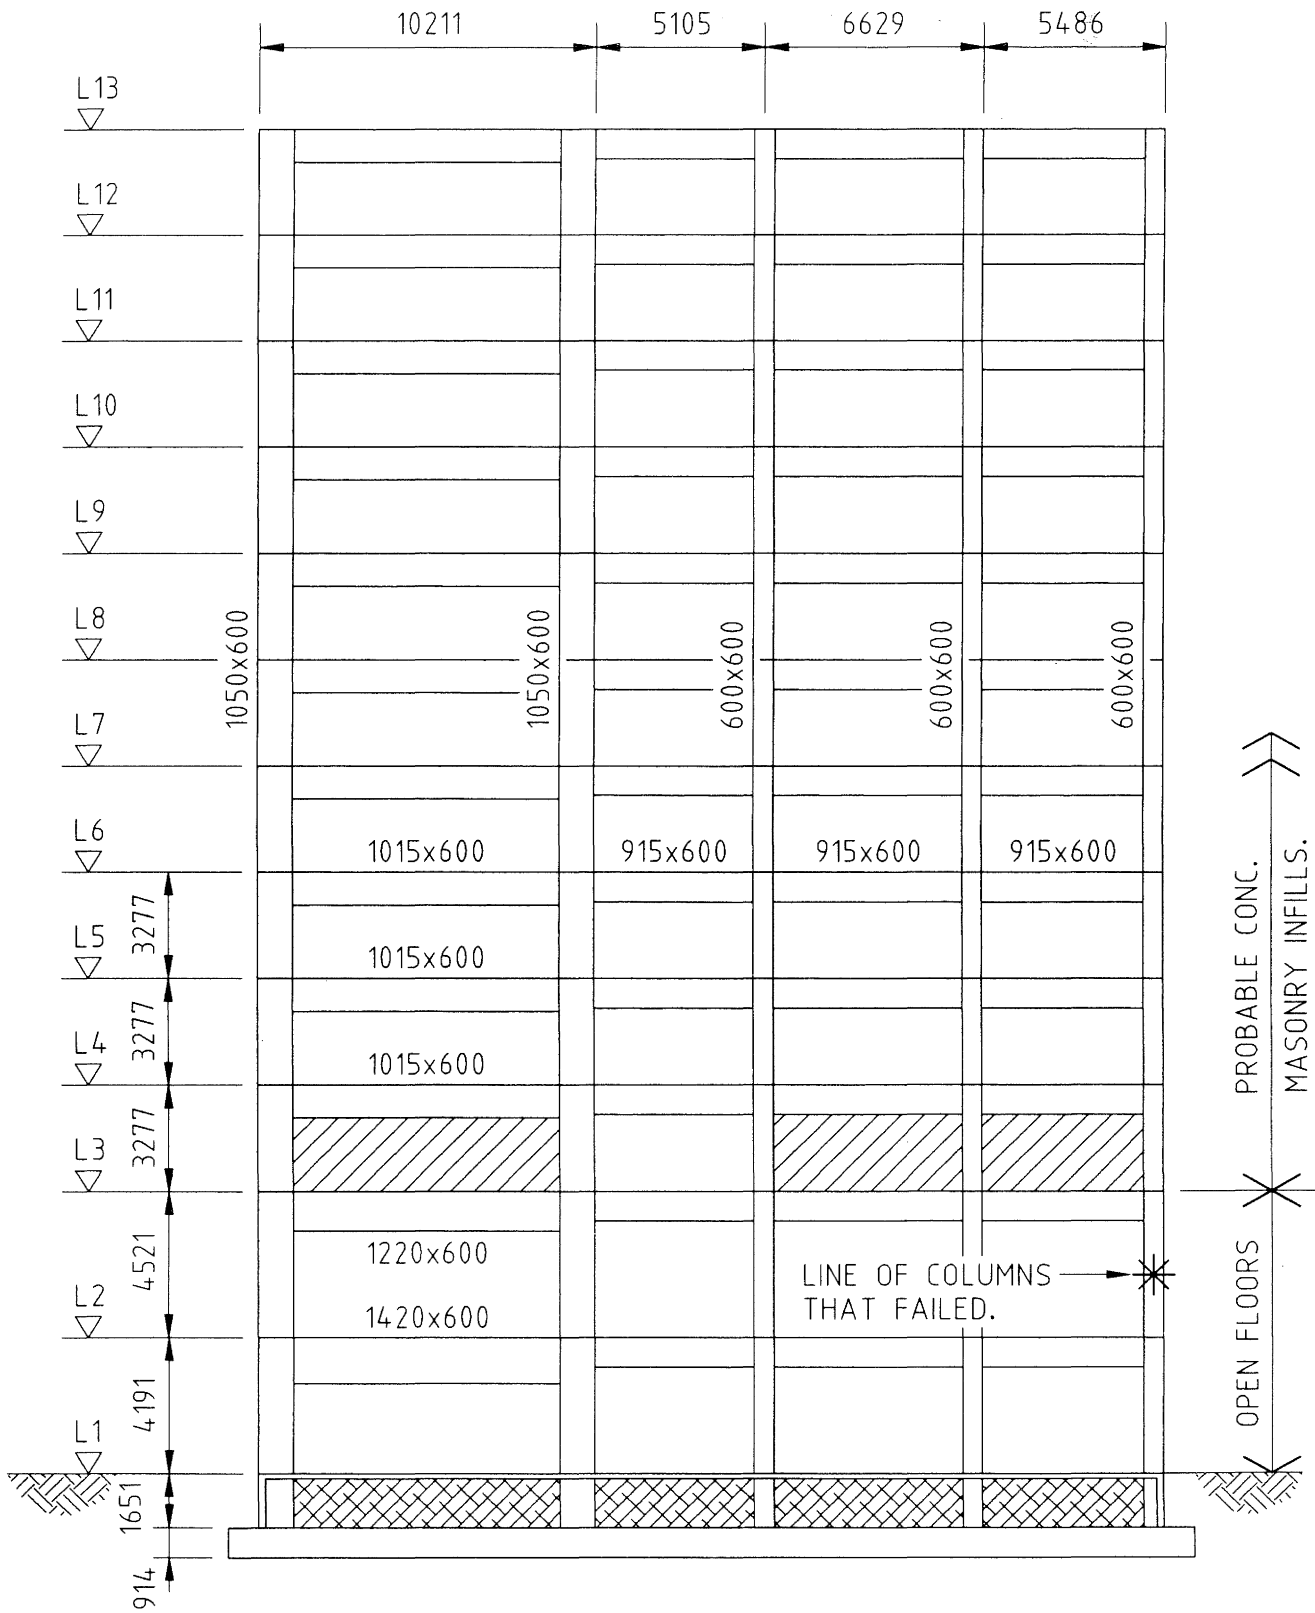 10211 5105 6629 5486
L13
L12
L11
L10
L9
L8
1050x600 1050x600 600x600 600x600 600x600
L7
L6
1015x600 915x600 915x600 915x600
3277
L5
1015x600
3277
L4
1015x600
3277
L3
PROBABLE CONC.
MASONRY INFILLS.
4521
1220x600
LINE OF COLUMNS
THAT FAILED.
L2
1420x600
OPEN FLOORS
4191
L1
1651
914